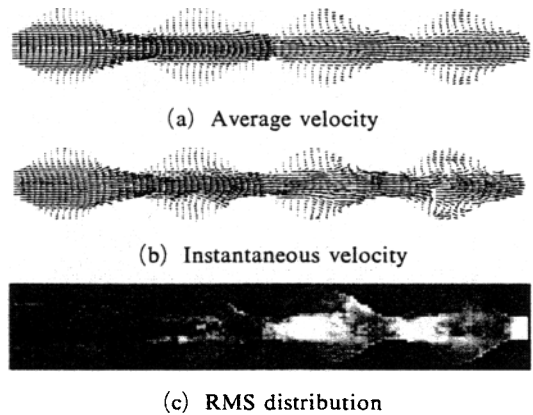 (a) Average velocity
(b) Instantaneous velocity
(c) RMS distribution